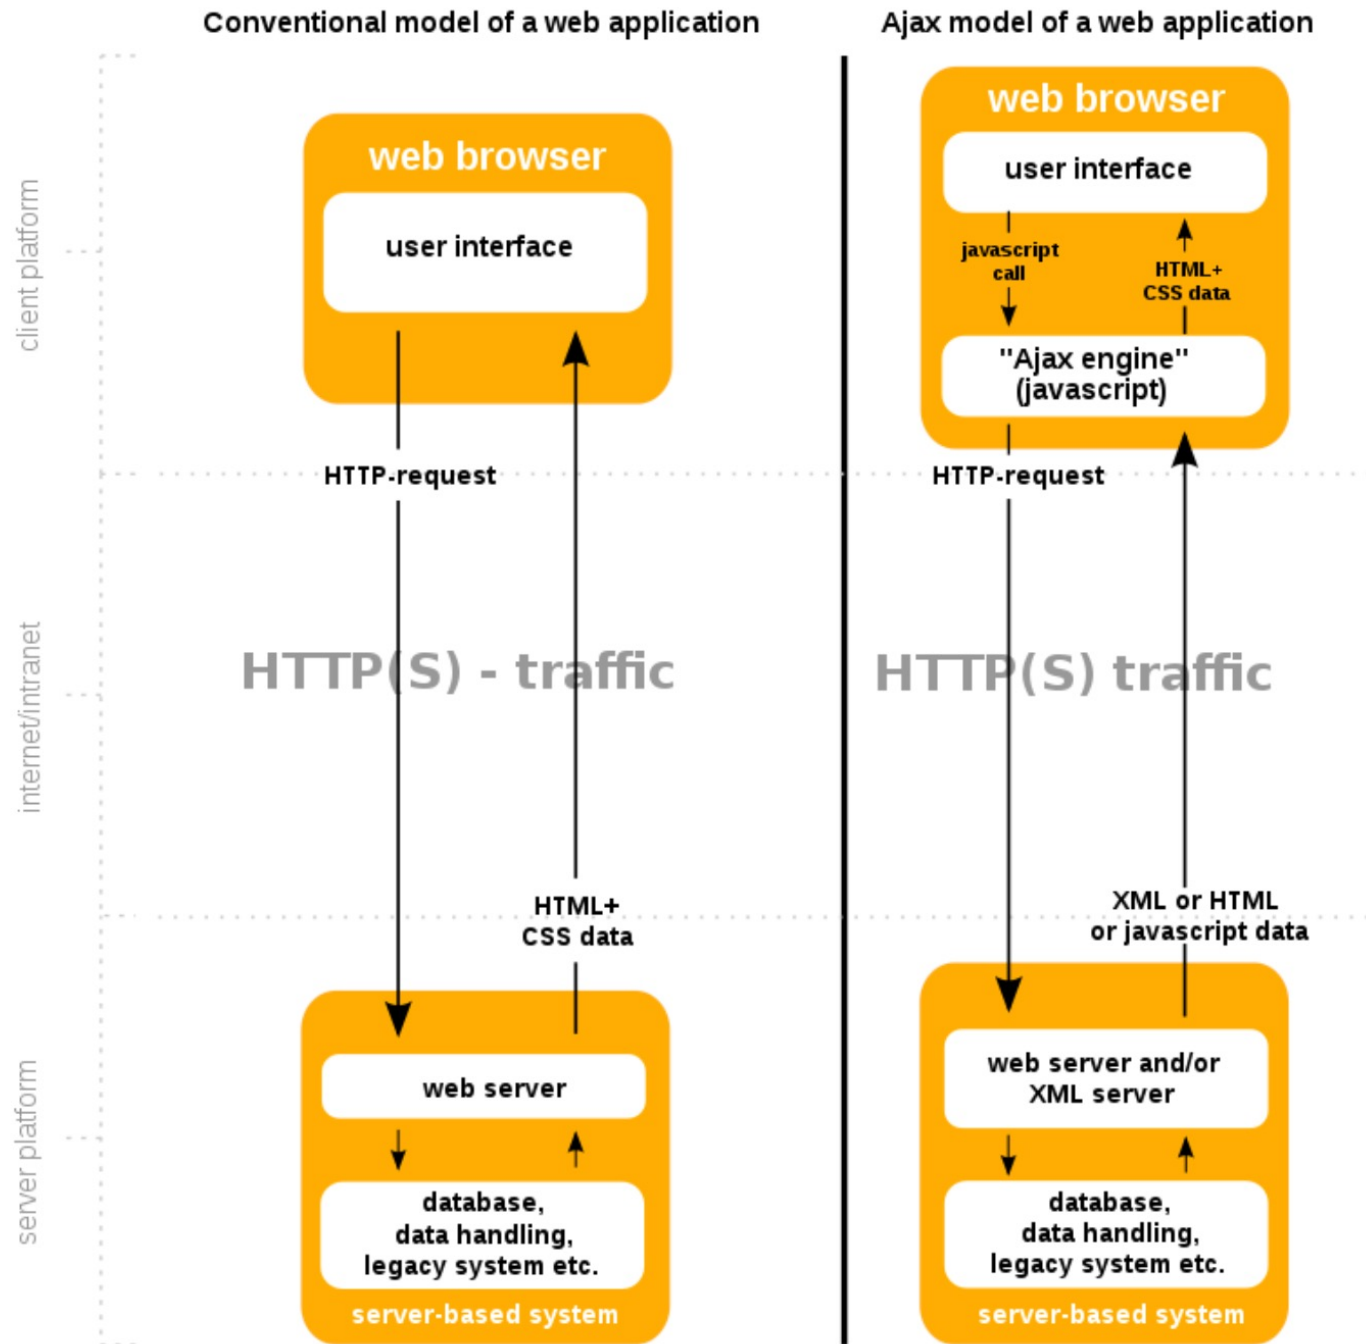 Conventional model of a web application
Ajax model of a web application
client platform
internet/intranet
server platform
web browser
user interface
HTTP-request
HTTP(S) - traffic
HTML+
CSS data
web server
database,
data handling,
legacy system etc.
server-based system
web browser
user interface
javascript
call
HTML+
CSS data
"Ajax engine"
(javascript)
HTTP-request
HTTP(S) traffic
XML or HTML
or javascript data
web server and/or
XML server
database,
data handling,
legacy system etc.
server-based system